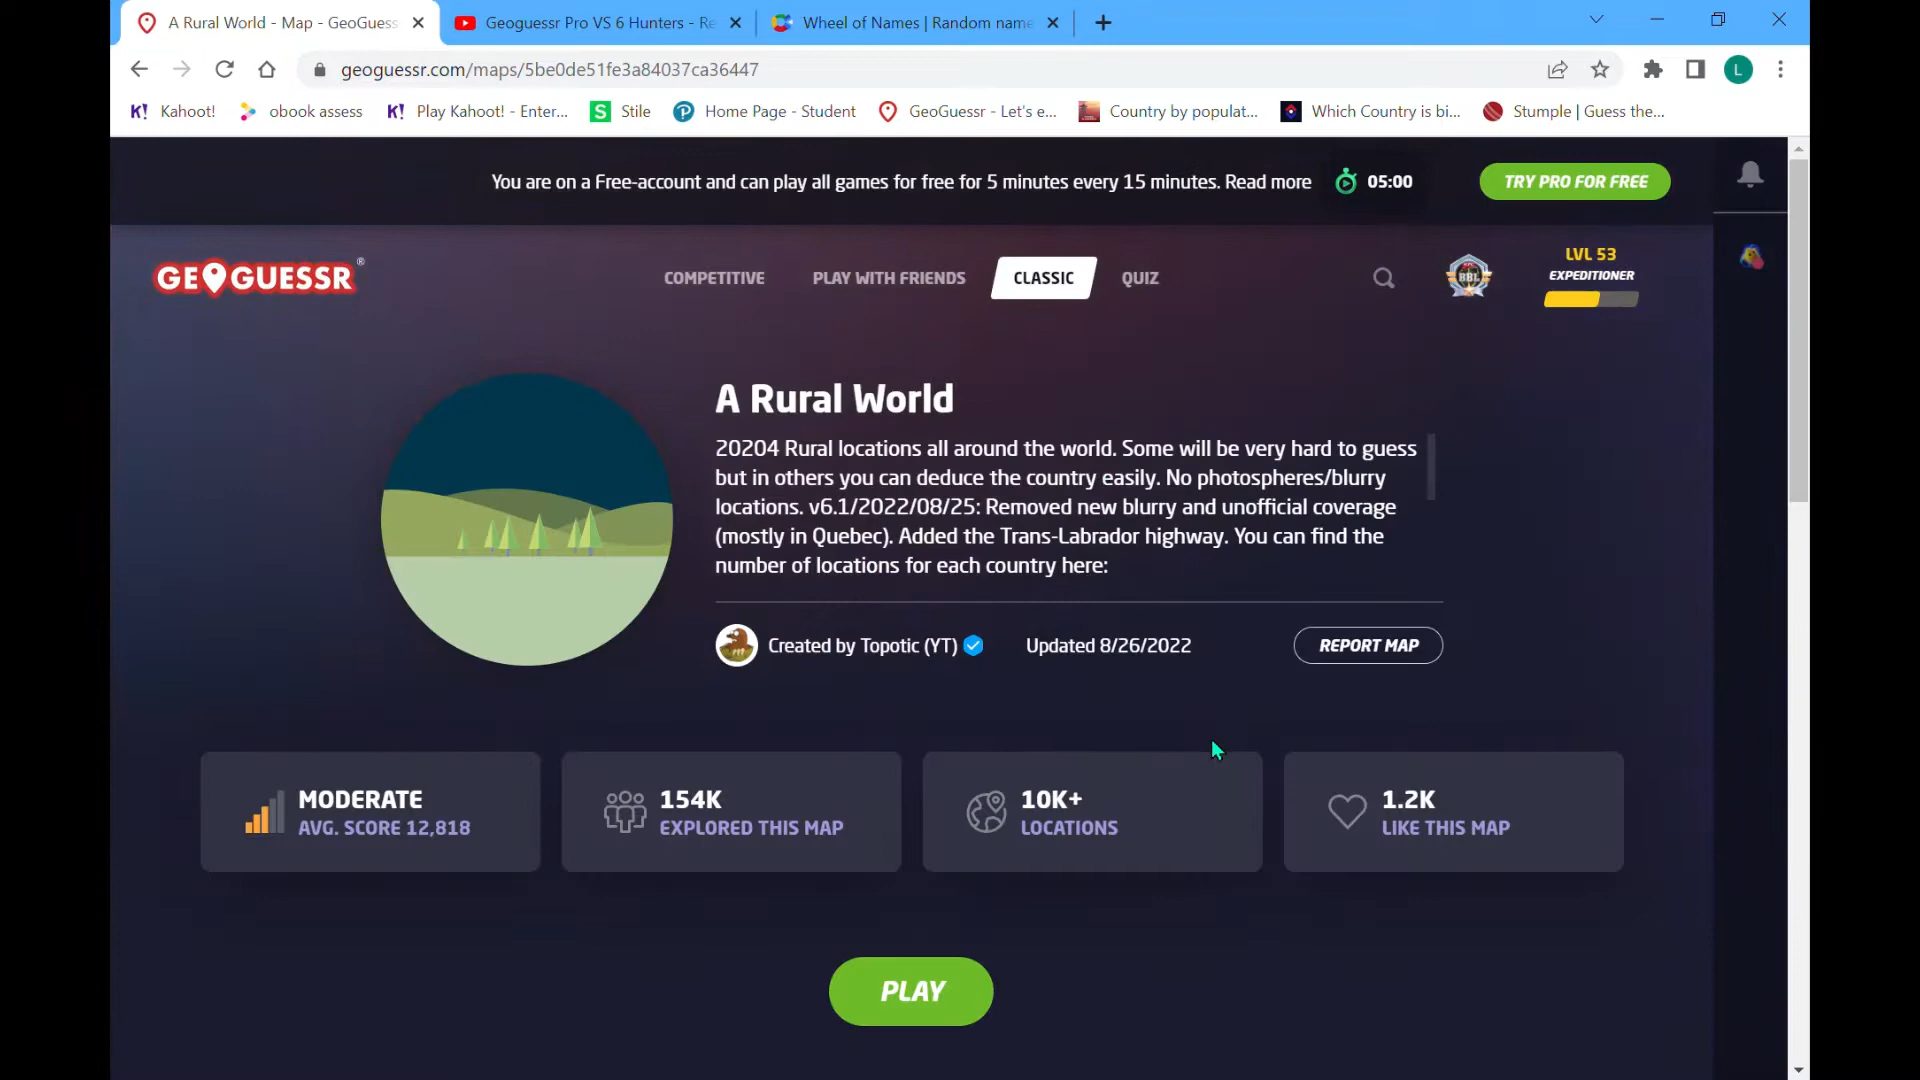 A Rural World - Map - GeoGuess
Geoguessr Pro VS 6 Hunters - Re
Wheel of Names | Random name
geoguessr.com/maps/5be0de51fe3a84037ca36447
L
K! Kahoot!
obook assess
K! Play Kahoot! - Enter...
S Stile
Home Page - Student
GeoGuessr - Let's e...
Country by populat...
Which Country is bi...
Stumple | Guess the...
You are on a Free-account and can play all games for free for 5 minutes every 15 minutes. Read more
05:00
TRY PRO FOR FREE
GEOGUESSR®
COMPETITIVE
PLAY WITH FRIENDS
CLASSIC
QUIZ
BBL
LVL 53
EXPEDITIONER
A Rural World
20204 Rural locations all around the world. Some will be very hard to guess
but in others you can deduce the country easily. No photospheres/blurry
locations. v6.1/2022/08/25: Removed new blurry and unofficial coverage
(mostly in Quebec). Added the Trans-Labrador highway. You can find the
number of locations for each country here:
Created by Topotic (YT)
Updated 8/26/2022
REPORT MAP
MODERATE
AVG. SCORE 12,818
154K
EXPLORED THIS MAP
10K+
LOCATIONS
1.2K
LIKE THIS MAP
PLAY